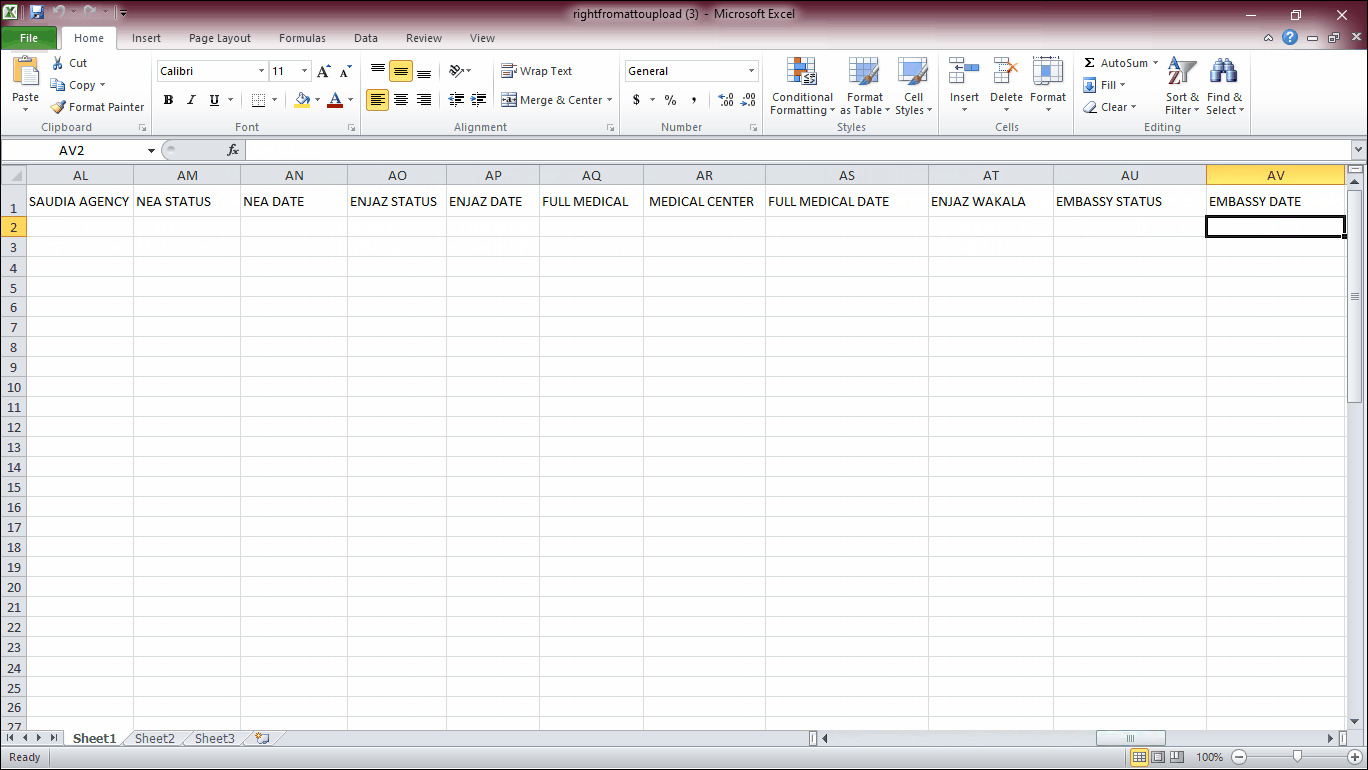 rightfromattoupload (3) - Microsoft Excel
File Home Insert Page Layout Formulas Data Review View
Paste
Cut
Copy
Format Painter
Clipboard
Calibri 11
B I U
Font
Wrap Text
Merge & Center
Alignment
General
$ % ,
Number
Conditional Formatting
Format as Table
Cell Styles
Styles
Insert Delete Format
Cells
Σ AutoSum
Fill
Clear
Sort & Filter
Find & Select
Editing
AV2 fx
AL AM AN AO AP AQ AR AS AT AU AV
1 SAUDIA AGENCY NEA STATUS NEA DATE ENJAZ STATUS ENJAZ DATE FULL MEDICAL MEDICAL CENTER FULL MEDICAL DATE ENJAZ WAKALA EMBASSY STATUS EMBASSY DATE
2
3
4
5
6
7
8
9
10
11
12
13
14
15
16
17
18
19
20
21
22
23
24
25
26
27
Sheet1 Sheet2 Sheet3
Ready 100%